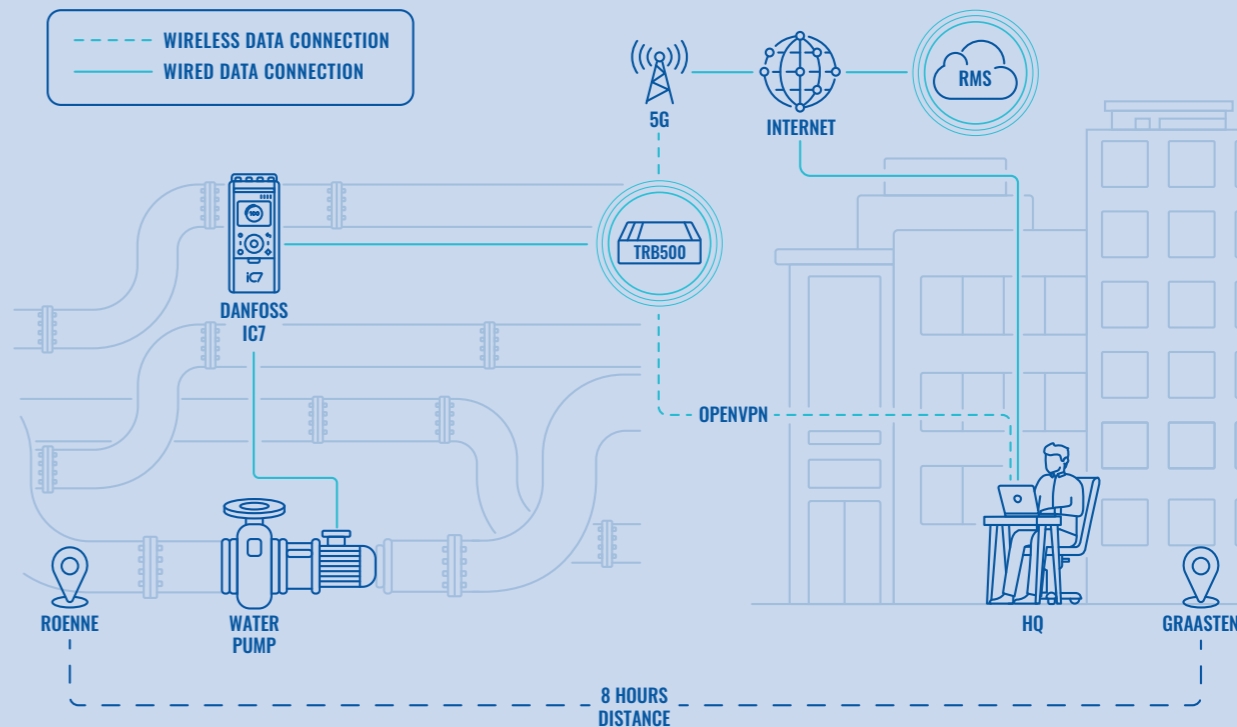 WIRELESS DATA CONNECTION
WIRED DATA CONNECTION
5G
INTERNET
RMS
TRB500
iC7
DANFOSS
IC7
OPENVPN
ROENNE
WATER
PUMP
HQ
GRAASTEN
8 HOURS
DISTANCE